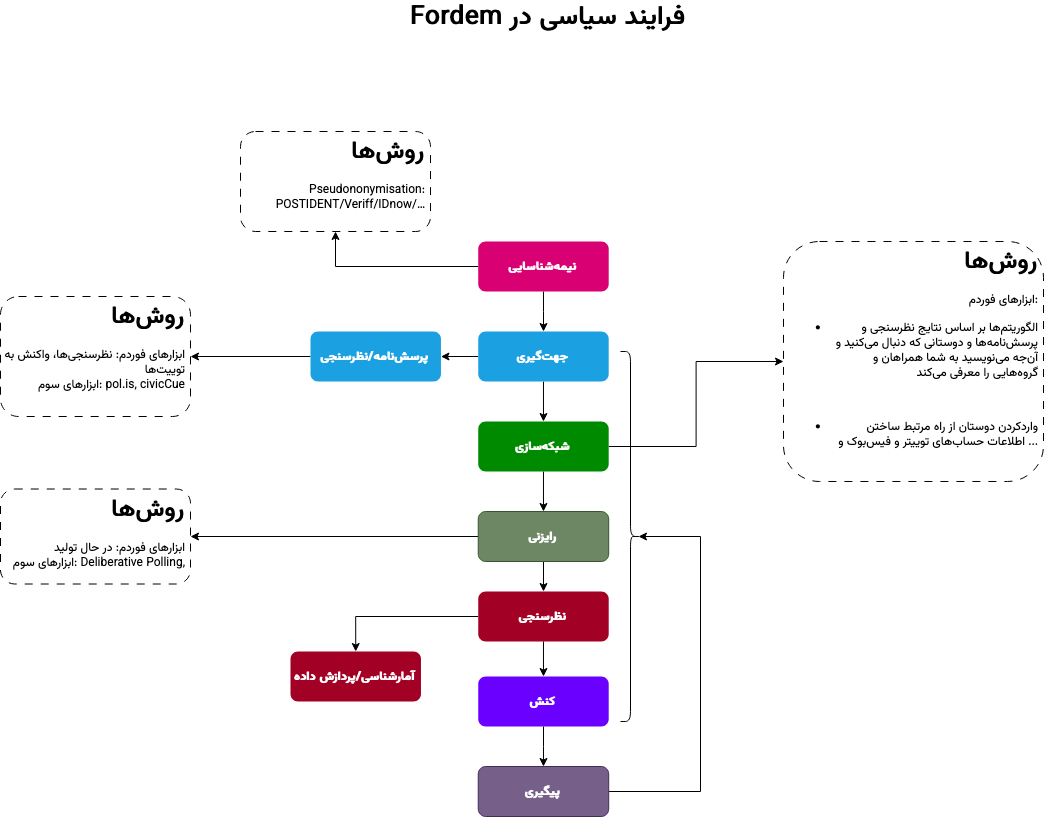 فرایند سیاسی در Fordem
روش‌ها
Pseudononymisation:
POSTIDENT/Veriff/IDnow/...
نیمه‌شناسایی
روش‌ها
ابزارهای فوردم:
الگوریتم‌ها بر اساس نتایج نظرسنجی و
پرسش‌نامه‌ها و دوستانی که دنبال می‌کنید و
آن‌جه می‌نویسید به شما همراهان و
گروه‌هایی را معرفی می‌کند
واردکردن دوستان از راه مرتبط ساختن
اطلاعات حساب‌های توییتر و فیس‌بوک و ...
روش‌ها
ابزارهای فوردم: نظرسنجی‌ها، واکنش به
توییت‌ها
ابزارهای سوم: pol.is, civicCue
پرسش‌نامه/نظرسنجی
جهت‌گیری
شبکه‌سازی
روش‌ها
ابزارهای فوردم: در حال تولید
ابزارهای سوم: Deliberative Polling,
رایزنی
نظرسنجی
آمارشناسی/پردازش داده
کنش
پیگیری